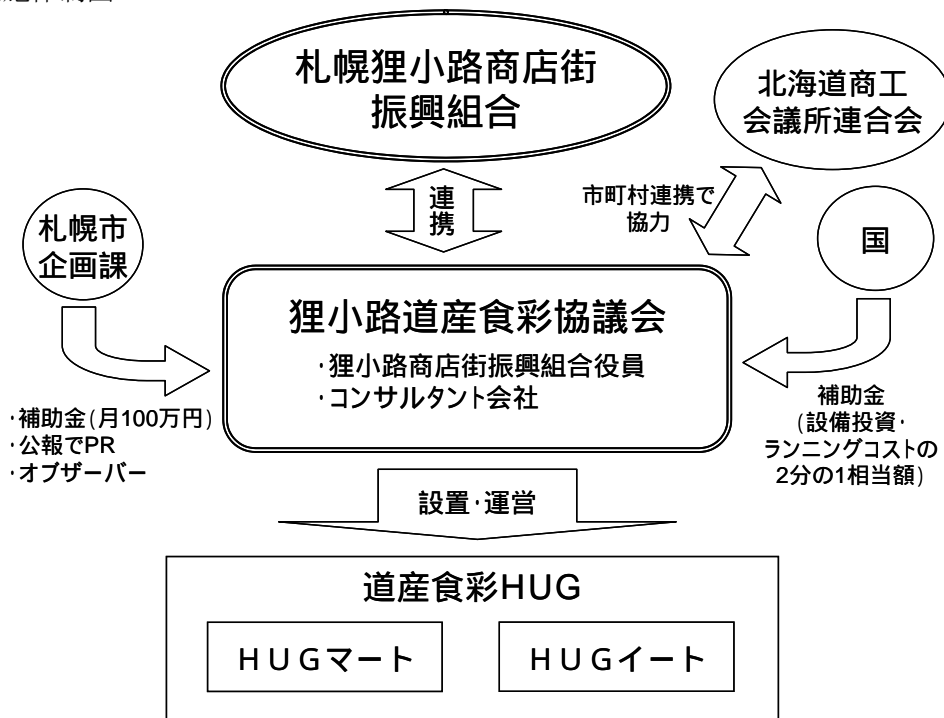 札幌狸小路商店街
振興組合
北海道商工
会議所連合会
連
携
市町村連携で
協力
札幌市
企画課
国
狸小路道産食彩協議会
・狸小路商店街振興組合役員
・コンサルタント会社
・補助金(月100万円)
・公報でPR
・オブザーバー
補助金
(設備投資・
ランニングコストの
2分の1相当額)
設置・運営
道産食彩HUG
HUGマート
HUGイート